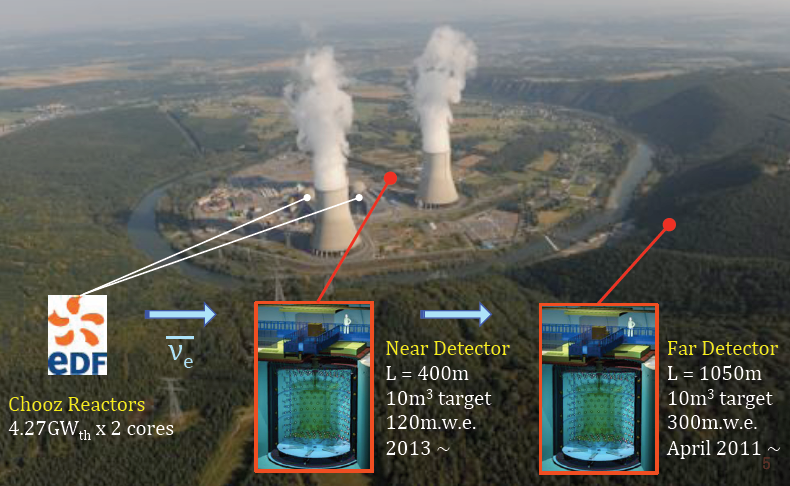 eDF
Chooz Reactors
4.27GWth x 2 cores
νe
Near Detector
L = 400m
10m3 target
120m.w.e.
2013 ~
Far Detector
L = 1050m
10m3 target
300m.w.e.
April 2011 ~
5